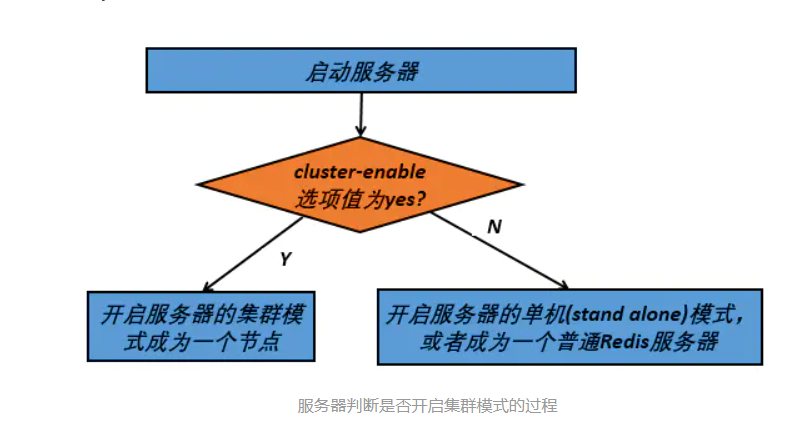 启动服务器
cluster-enable
选项值为yes?
N
Y
开启服务器的集群模
式成为一个节点
开启服务器的单机(stand alone)模式，
或者成为一个普通Redis服务器
服务器判断是否开启集群模式的过程